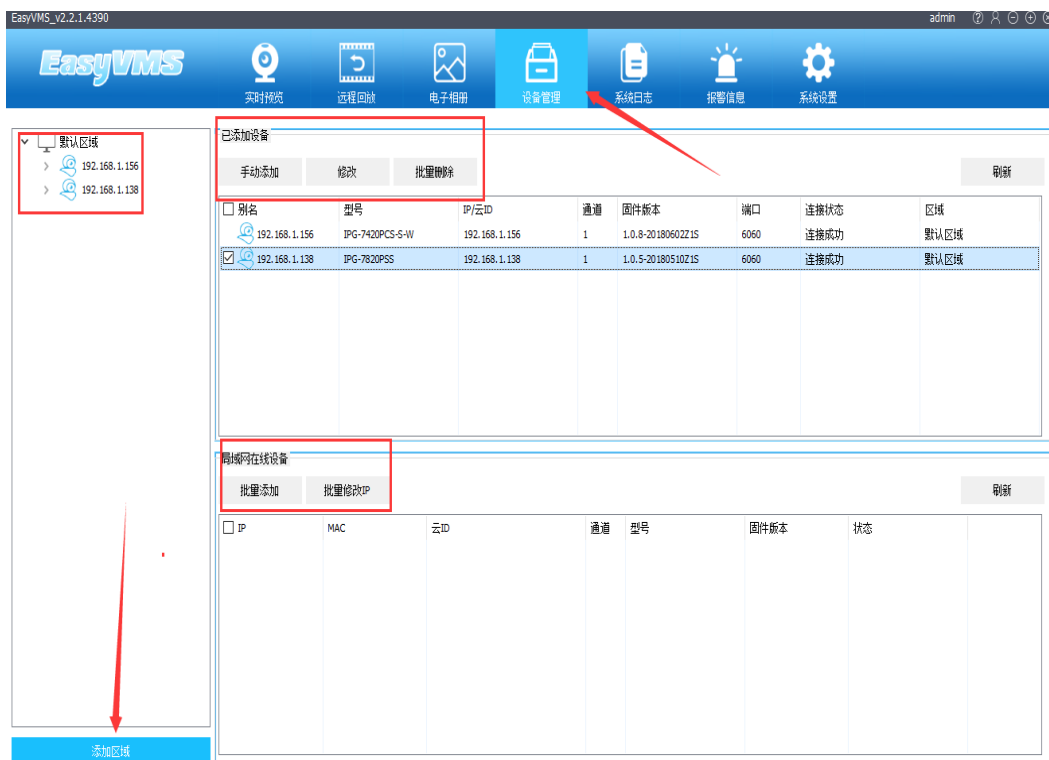 EasyVMS_v2.2.1.4390 admin
EasyVMS
实时预览 远程回放 电子相册 设备管理 系统日志 报警信息 系统设置
默认区域
192.168.1.156
192.168.1.138
已添加设备
手动添加 修改 批量删除 刷新
别名 型号 IP/云ID 通道 固件版本 端口 连接状态 区域
192.168.1.156 IPG-7420PCS-S-W 192.168.1.156 1 1.0.8-20180602Z1S 6060 连接成功 默认区域
192.168.1.138 IPG-7820PSS 192.168.1.138 1 1.0.5-20180510Z1S 6060 连接成功 默认区域
局域网在线设备
批量添加 批量修改IP 刷新
IP MAC 云ID 通道 型号 固件版本 状态
添加区域